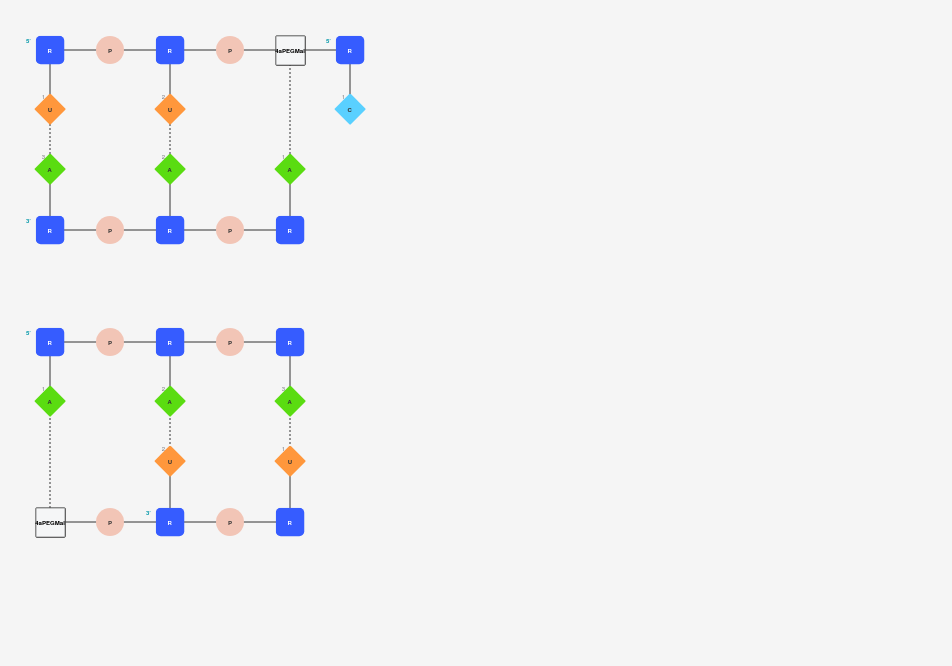 5' R P R P 4aPEGMal 5' R
1 2 1
U U C
3 2 1
A A A
3' R P R P R
5' R P R P R
1 2 3
A A A
2 1
U U
4aPEGMal P 3' R P R